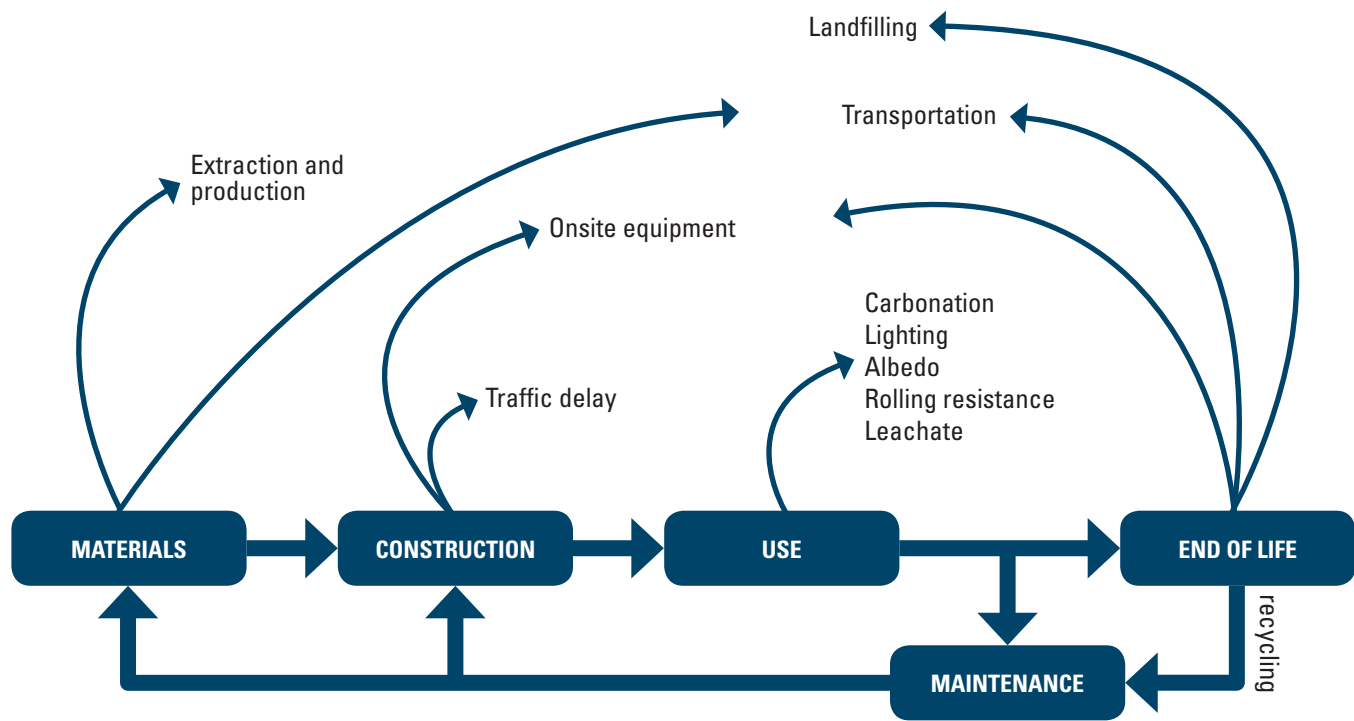 Landfilling
Transportation
Extraction and
production
Onsite equipment
Carbonation
Lighting
Albedo
Rolling resistance
Leachate
Traffic delay
MATERIALS
CONSTRUCTION
USE
END OF LIFE
recycling
MAINTENANCE